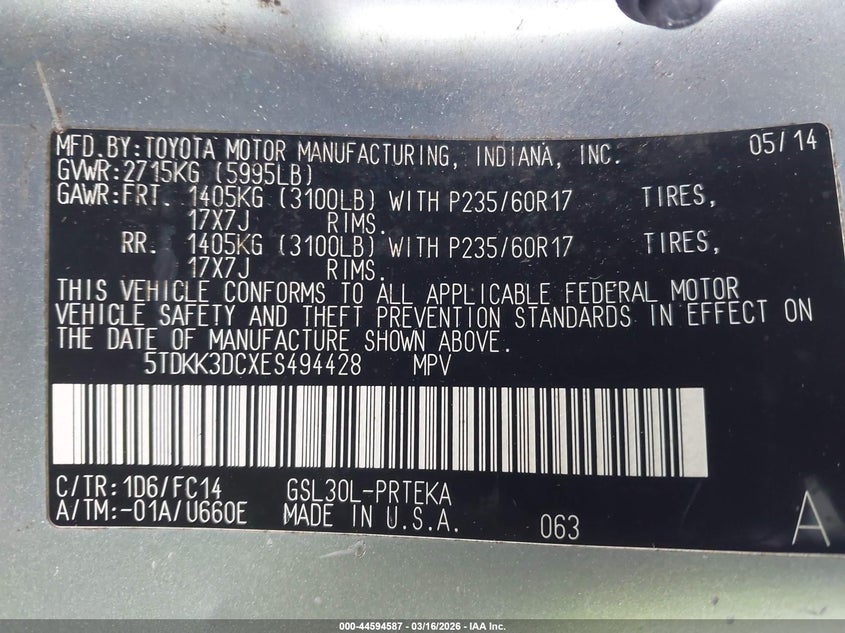 MFD.BY:TOYOTA MOTOR MANUFACTURING, INDIANA, INC. 05/14
GVWR:2715KG (5995LB)
GAWR:FRT. 1405KG (3100LB) WITH P235/60R17 TIRES,
17X7J RIMS.
RR. 1405KG (3100LB) WITH P235/60R17 TIRES,
17X7J RIMS.
THIS VEHICLE CONFORMS TO ALL APPLICABLE FEDERAL MOTOR
VEHICLE SAFETY AND THEFT PREVENTION STANDARDS IN EFFECT ON
THE DATE OF MANUFACTURE SHOWN ABOVE.
5TDKK3DCXES494428 MPV
C/TR:1D6/FC14 GSL30L-PRTEKA
A/TM:-01A/U660E MADE IN U.S.A. 063 A
000-44594587 - 03/16/2026 - IAA Inc.